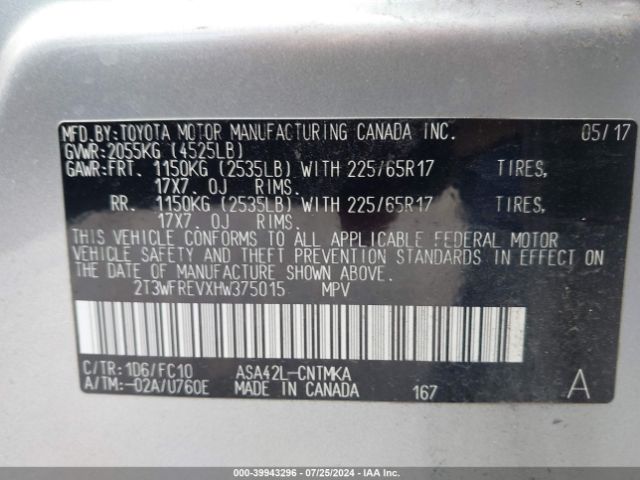 MFD.BY:TOYOTA MOTOR MANUFACTURING CANADA INC. 05/17
GVWR:2055KG (4525LB)
GAWR:FRT. 1150KG (2535LB) WITH 225/65R17 TIRES,
17X7.0J RIMS.
RR. 1150KG (2535LB) WITH 225/65R17 TIRES,
17X7.0J RIMS.
THIS VEHICLE CONFORMS TO ALL APPLICABLE FEDERAL MOTOR
VEHICLE SAFETY AND THEFT PREVENTION STANDARDS IN EFFECT ON
THE DATE OF MANUFACTURE SHOWN ABOVE.
2T3WFREVXHW375015 MPV
C/TR:1D6/FC10 ASA42L-CNTMKA
A/TM:-02A/U760E MADE IN CANADA 167 A
000-39943296 - 07/25/2024 - IAA Inc.